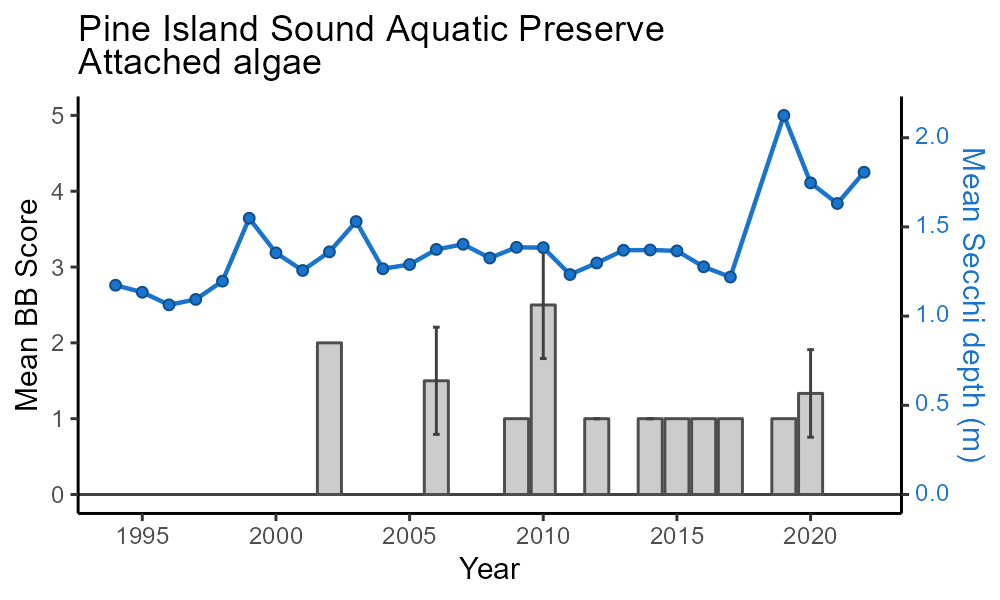 Pine Island Sound Aquatic Preserve
Attached algae
5
4
3
2
1
0
Mean BB Score
2.0
1.5
1.0
0.5
0.0
Mean Secchi depth (m)
1995 2000 2005 2010 2015 2020
Year